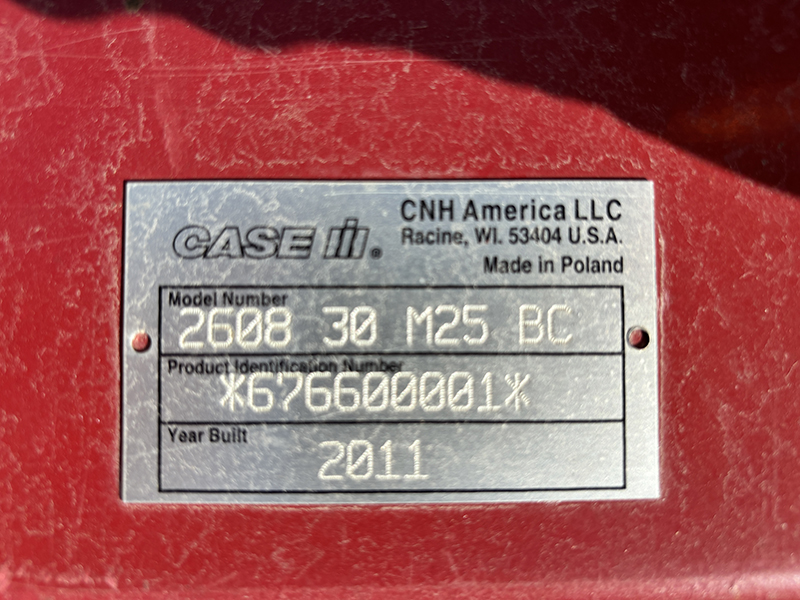 CASE IH®
CNH America LLC
Racine, WI. 53404 U.S.A.
Made in Poland
Model Number
2608 30 M25 BC
Product Identification Number
*676600001*
Year Built
2011